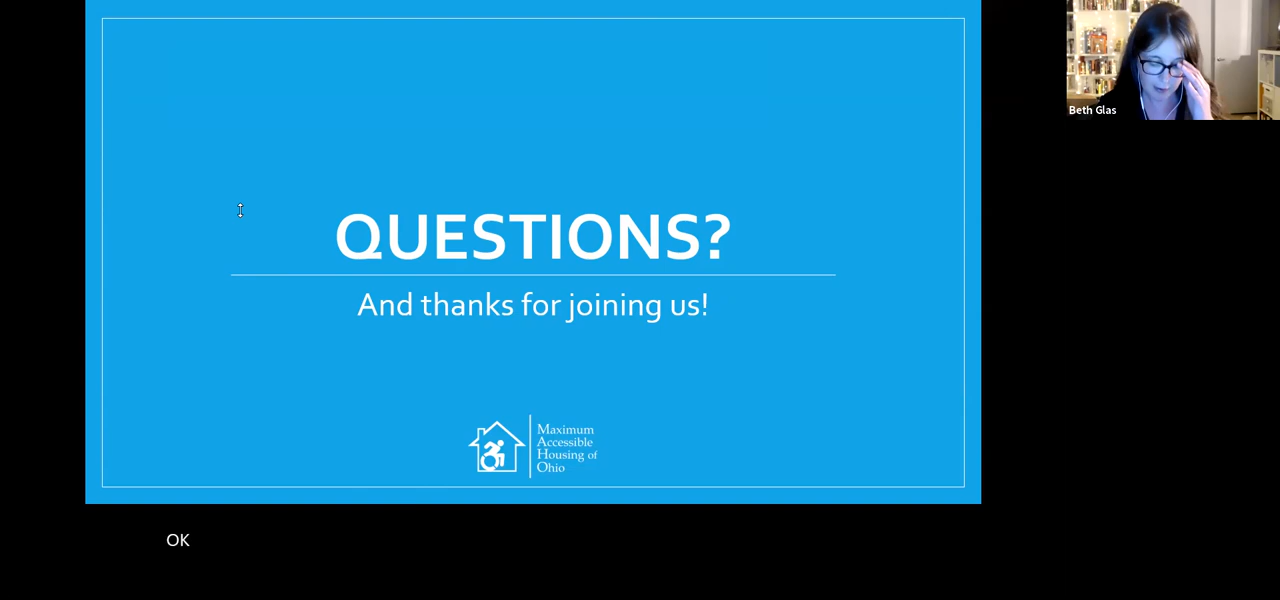 Beth Glas
QUESTIONS?
And thanks for joining us!
Maximum
Accessible
Housing of
Ohio
OK